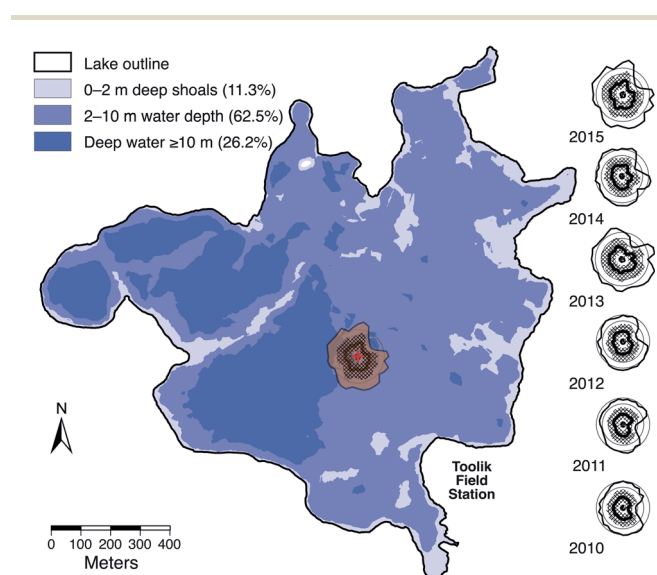 Lake outline
0–2 m deep shoals (11.3%)
2–10 m water depth (62.5%)
Deep water ≥10 m (26.2%)
2015
2014
2013
2012
2011
2010
N
Toolik
Field
Station
0 100 200 300 400
Meters